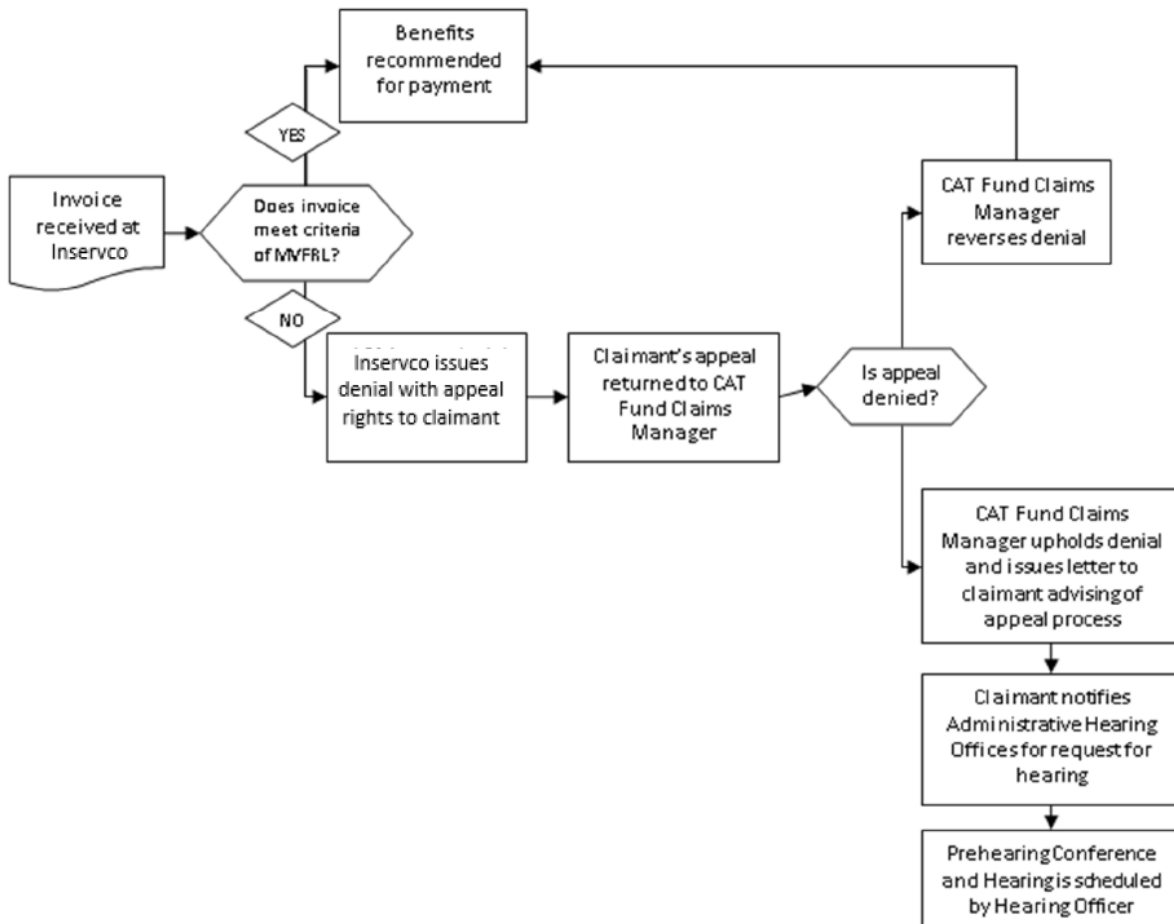 Benefits
recommended
for payment
YES
Invoice
received at
Inservco
Does invoice
meet criteria
of MVFRL?
CAT Fund Claims
Manager
reverses denial
NO
Inservco issues
denial with appeal
rights to claimant
Claimant's appeal
returned to CAT
Fund Claims
Manager
Is appeal
denied?
CAT Fund Claims
Manager upholds denial
and issues letter to
claimant advising of
appeal process
Claimant notifies
Administrative Hearing
Offices for request for
hearing
Prehearing Conference
and Hearing is scheduled
by Hearing Officer